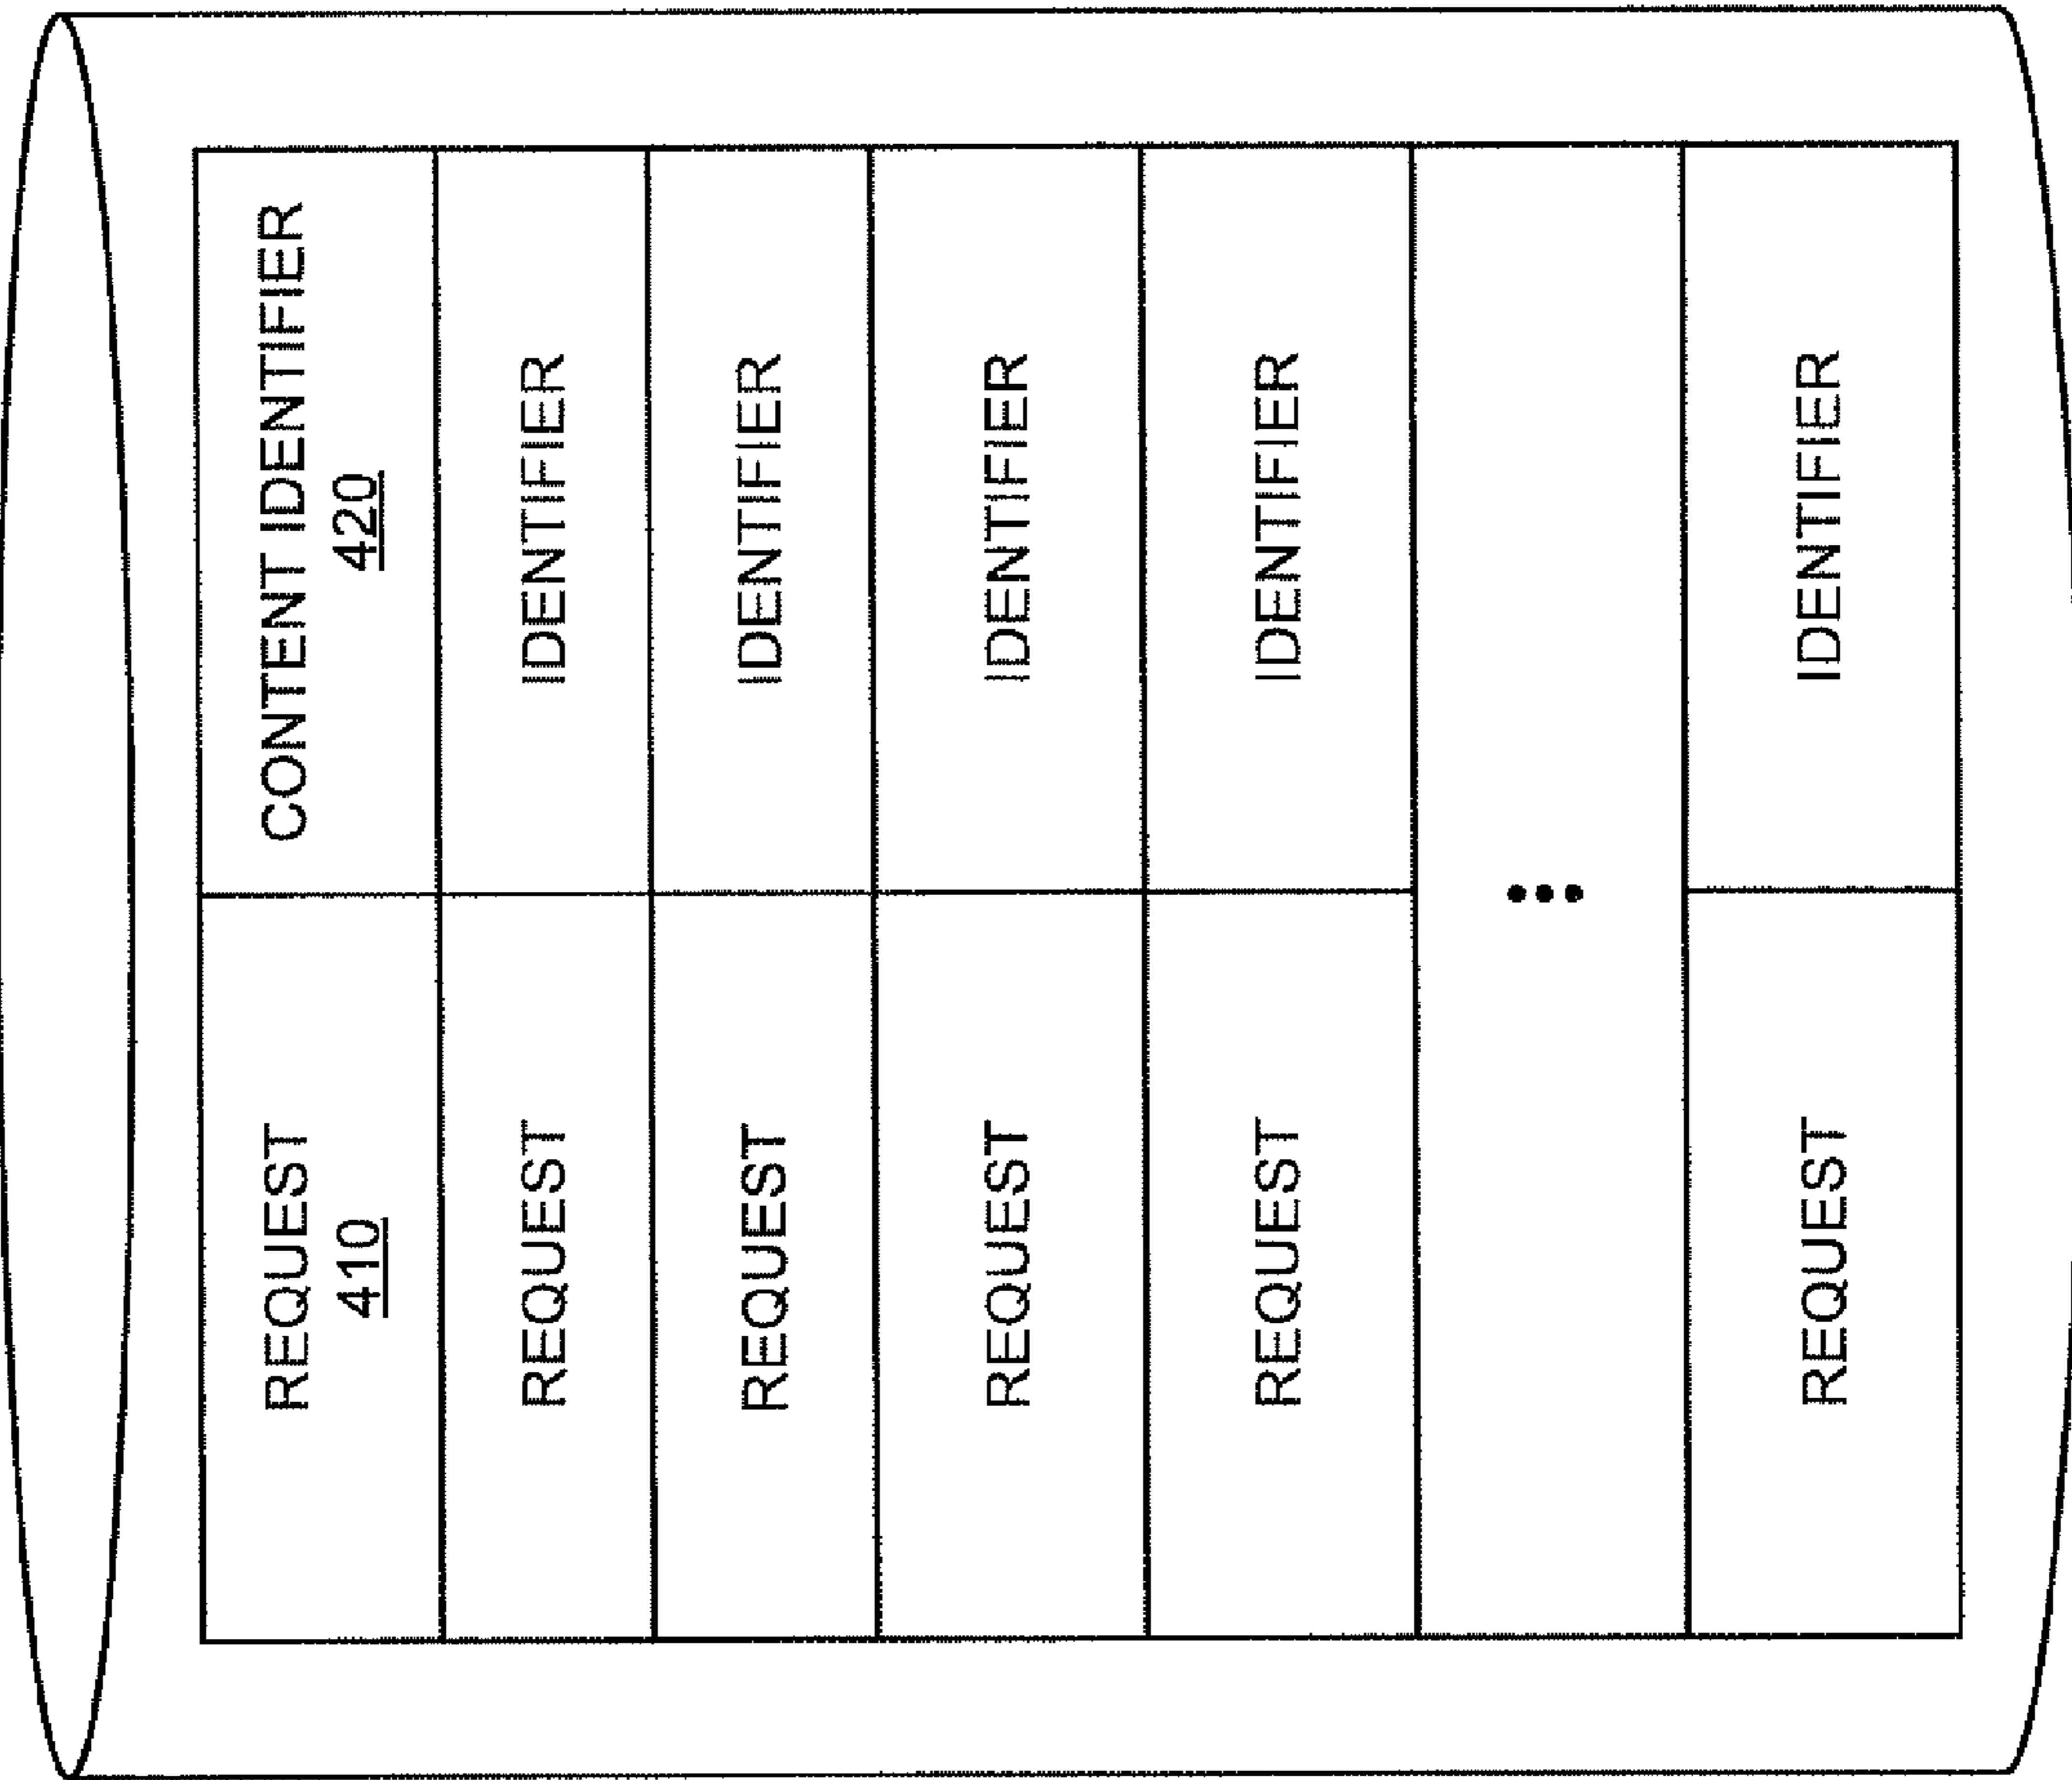 REQUEST
410
CONTENT IDENTIFIER
420
REQUEST
IDENTIFIER
REQUEST
IDENTIFIER
REQUEST
IDENTIFIER
REQUEST
IDENTIFIER
•••
REQUEST
IDENTIFIER